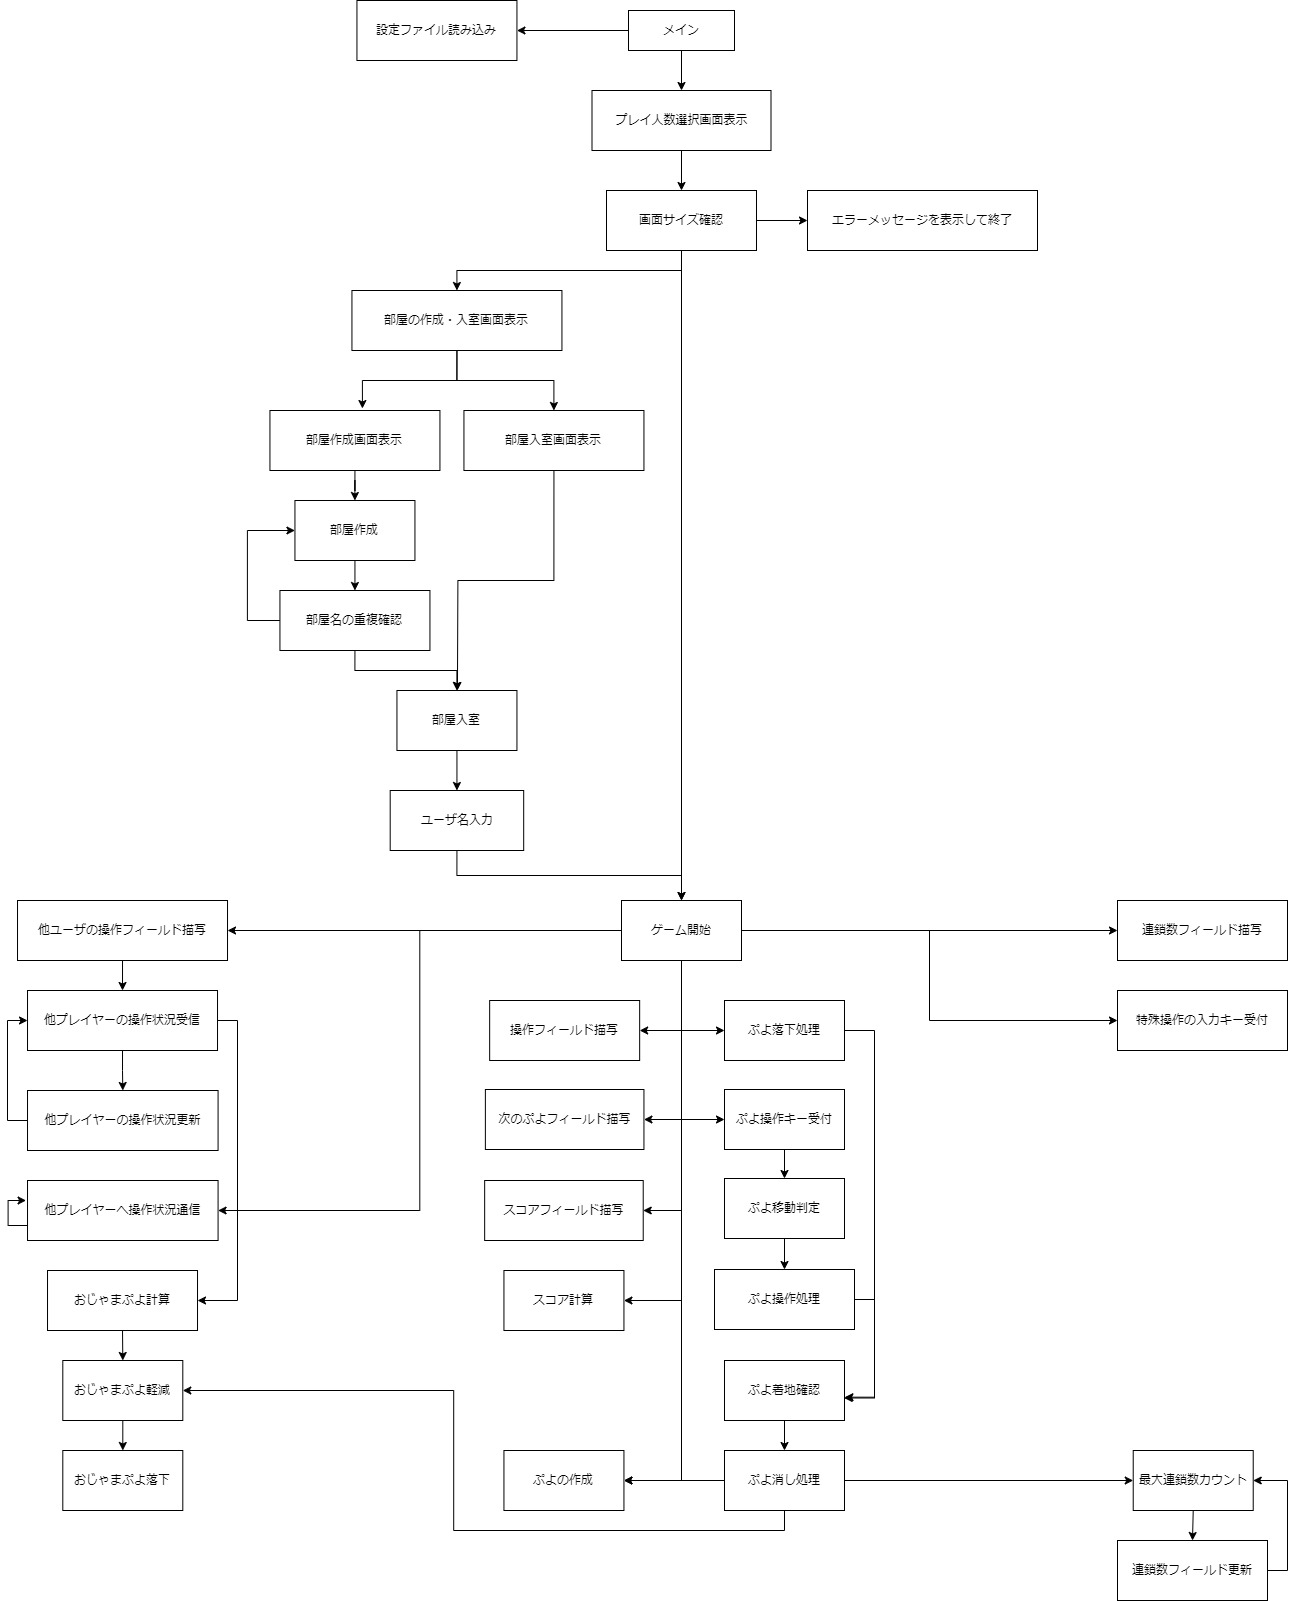 設定ファイル読み込み
メイン
プレイ人数選択画面表示
画面サイズ確認
エラーメッセージを表示して終了
部屋の作成・入室画面表示
部屋作成画面表示
部屋入室画面表示
部屋作成
部屋名の重複確認
部屋入室
ユーザ名入力
他ユーザの操作フィールド描写
ゲーム開始
連鎖数フィールド描写
他プレイヤーの操作状況受信
操作フィールド描写
ぷよ落下処理
特殊操作の入力キー受付
他プレイヤーの操作状況更新
次のぷよフィールド描写
ぷよ操作キー受付
他プレイヤーへ操作状況通信
スコアフィールド描写
ぷよ移動判定
おじゃまぷよ計算
スコア計算
ぷよ操作処理
おじゃまぷよ軽減
ぷよ着地確認
おじゃまぷよ落下
ぷよの作成
ぷよ消し処理
最大連鎖数カウント
連鎖数フィールド更新